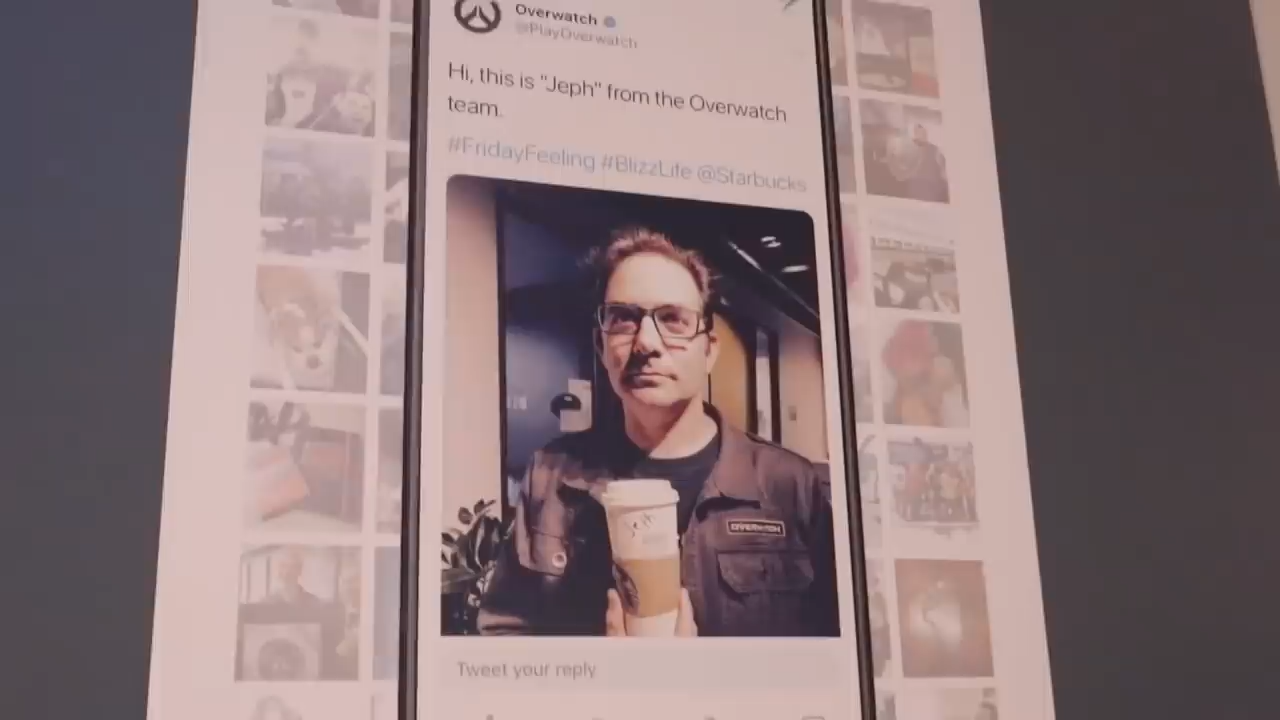 Overwatch
@PlayOverwatch
Hi, this is "Jeph" from the Overwatch
team.
#FridayFeeling #BlizzLife @Starbucks
OVERWATCH
Tweet your reply